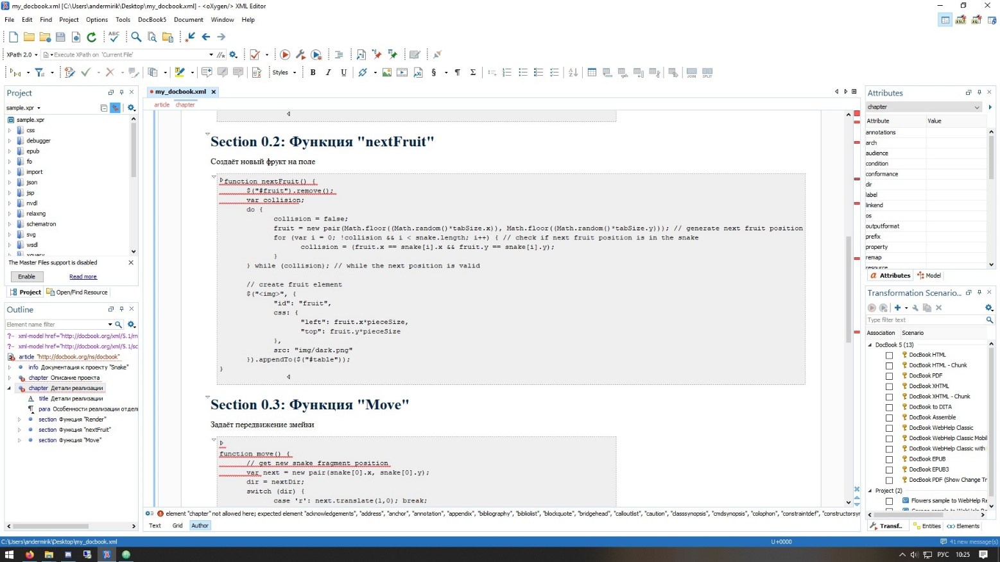 my_docbook.xml [C:\Users\andermirik\Desktop\my_docbook.xml] - <oXygen/> XML Editor
File Edit Find Project Options Tools DocBook5 Document Window Help
XPath 2.0 Execute XPath on 'Current File'
Styles B I U § ¶ Σ JOIN SPLIT
Project
sample.xpr
sample.xpr
css
debugger
epub
fo
import
json
jsp
nvdl
relaxng
schematron
svg
wsdl
xquery
The Master Files support is disabled
Enable Read more
Project Open/Find Resource
Outline
Element name filter
xml-model href="http://docbook.org/xml/5.1/rn
xml-model href="http://docbook.org/xml/5.1/sc
article "http://docbook.org/ns/docbook"
info Документация к проекту "Snake"
chapter Описание проекта
chapter Детали реализации
title Детали реализации
para Особенности реализации отдел
section Функция "Render"
section Функция "nextFruit"
section Функция "Move"
my_docbook.xml
article chapter
Section 0.2: Функция "nextFruit"
Создаёт новый фрукт на поле
function nextFruit() {
$("#fruit").remove();
var collision;
do {
collision = false;
fruit = new pair(Math.floor((Math.random()*tabSize.x)), Math.floor((Math.random()*tabSize.y))); // generate next fruit position
for (var i = 0; !collision && i < snake.length; i++) { // check if next fruit position is in the snake
collision = (fruit.x == snake[i].x && fruit.y == snake[i].y);
}
} while (collision); // while the next position is valid
// create fruit element
$("<img>", {
"id": "fruit",
css: {
"left": fruit.x*pieceSize,
"top": fruit.y*pieceSize
},
src: "img/dark.png"
}).appendTo($("#table"));
}
Section 0.3: Функция "Move"
Задаёт передвижение змейки
function move() {
// get new snake fragment position
var next = new pair(snake[0].x, snake[0].y);
dir = nextDir;
switch (dir) {
case 'r': next.translate(1,0); break;
element "chapter" not allowed here; expected element "acknowledgements", "address", "anchor", "annotation", "appendix", "bibliography", "bibliolist", "blockquote", "bridgehead", "calloutlist", "caution", "classsynopsis", "cmdsynopsis", "colophon", "constraintdef", "constructorsyn
Text Grid Author
Attributes
chapter
Attribute Value
annotations
arch
audience
condition
conformance
dir
label
linkend
os
outputformat
prefix
property
remap
resource
Attributes Model
Transformation Scenario...
Type filter text
Association Scenario
DocBook 5 (13)
DocBook HTML
DocBook HTML - Chunk
DocBook PDF
DocBook XHTML
DocBook XHTML - Chunk
DocBook to DITA
DocBook Assemble
DocBook WebHelp Classic
DocBook WebHelp Classic Mobil
DocBook WebHelp Classic with
DocBook EPUB
DocBook EPUB3
DocBook PDF (Show Change Tr
Project (2)
Flowers sample to WebHelp Re
Transf.. Entities Elements
C:\Users\andermirik\Desktop\my_docbook.xml U+0000 41 new message(s)
РУС 10:25